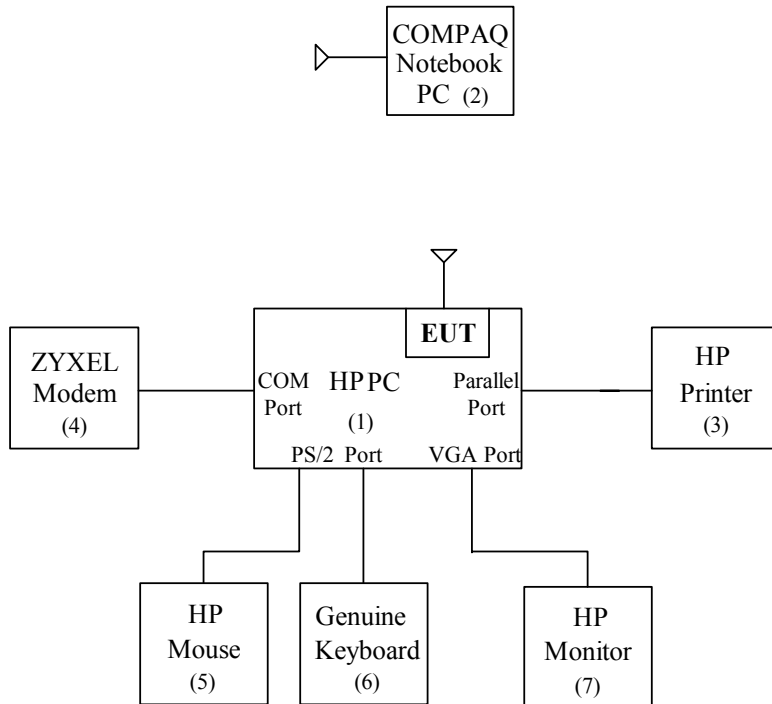 COMPAQ
Notebook
PC (2)
EUT
ZYXEL
Modem
(4)
COM
Port
HP PC
(1)
Parallel
Port
HP
Printer
(3)
PS/2 Port
VGA Port
HP
Mouse
(5)
Genuine
Keyboard
(6)
HP
Monitor
(7)